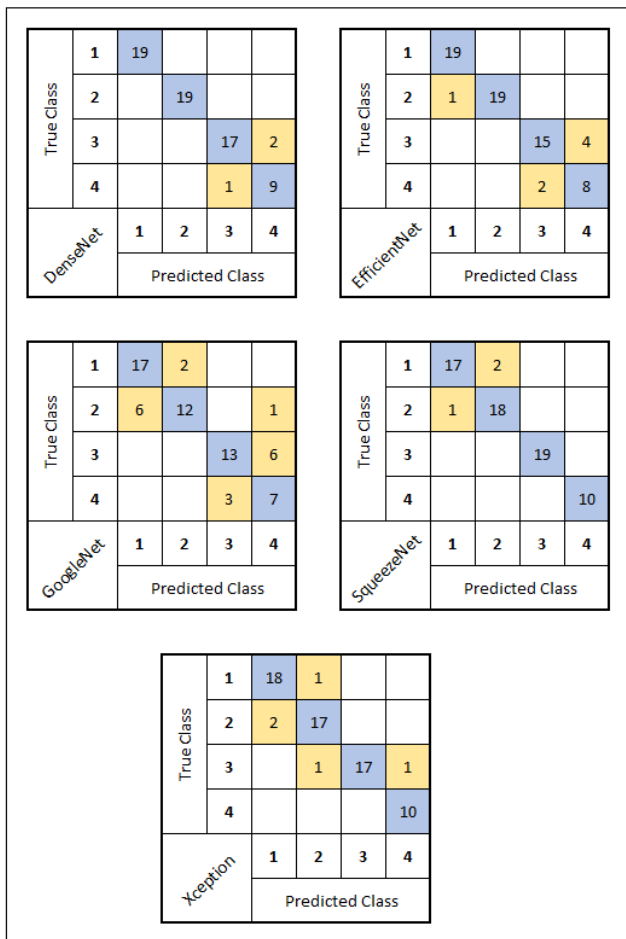 True Class
1 19
2 19
3 17 2
4 1 9
DenseNet
1 2 3 4
Predicted Class
True Class
1 19
2 1 19
3 15 4
4 2 8
EfficientNet
1 2 3 4
Predicted Class
True Class
1 17 2
2 6 12 1
3 13 6
4 3 7
GoogleNet
1 2 3 4
Predicted Class
True Class
1 17 2
2 1 18
3 19
4 10
SqueezeNet
1 2 3 4
Predicted Class
True Class
1 18 1
2 2 17
3 1 17 1
4 10
Xception
1 2 3 4
Predicted Class